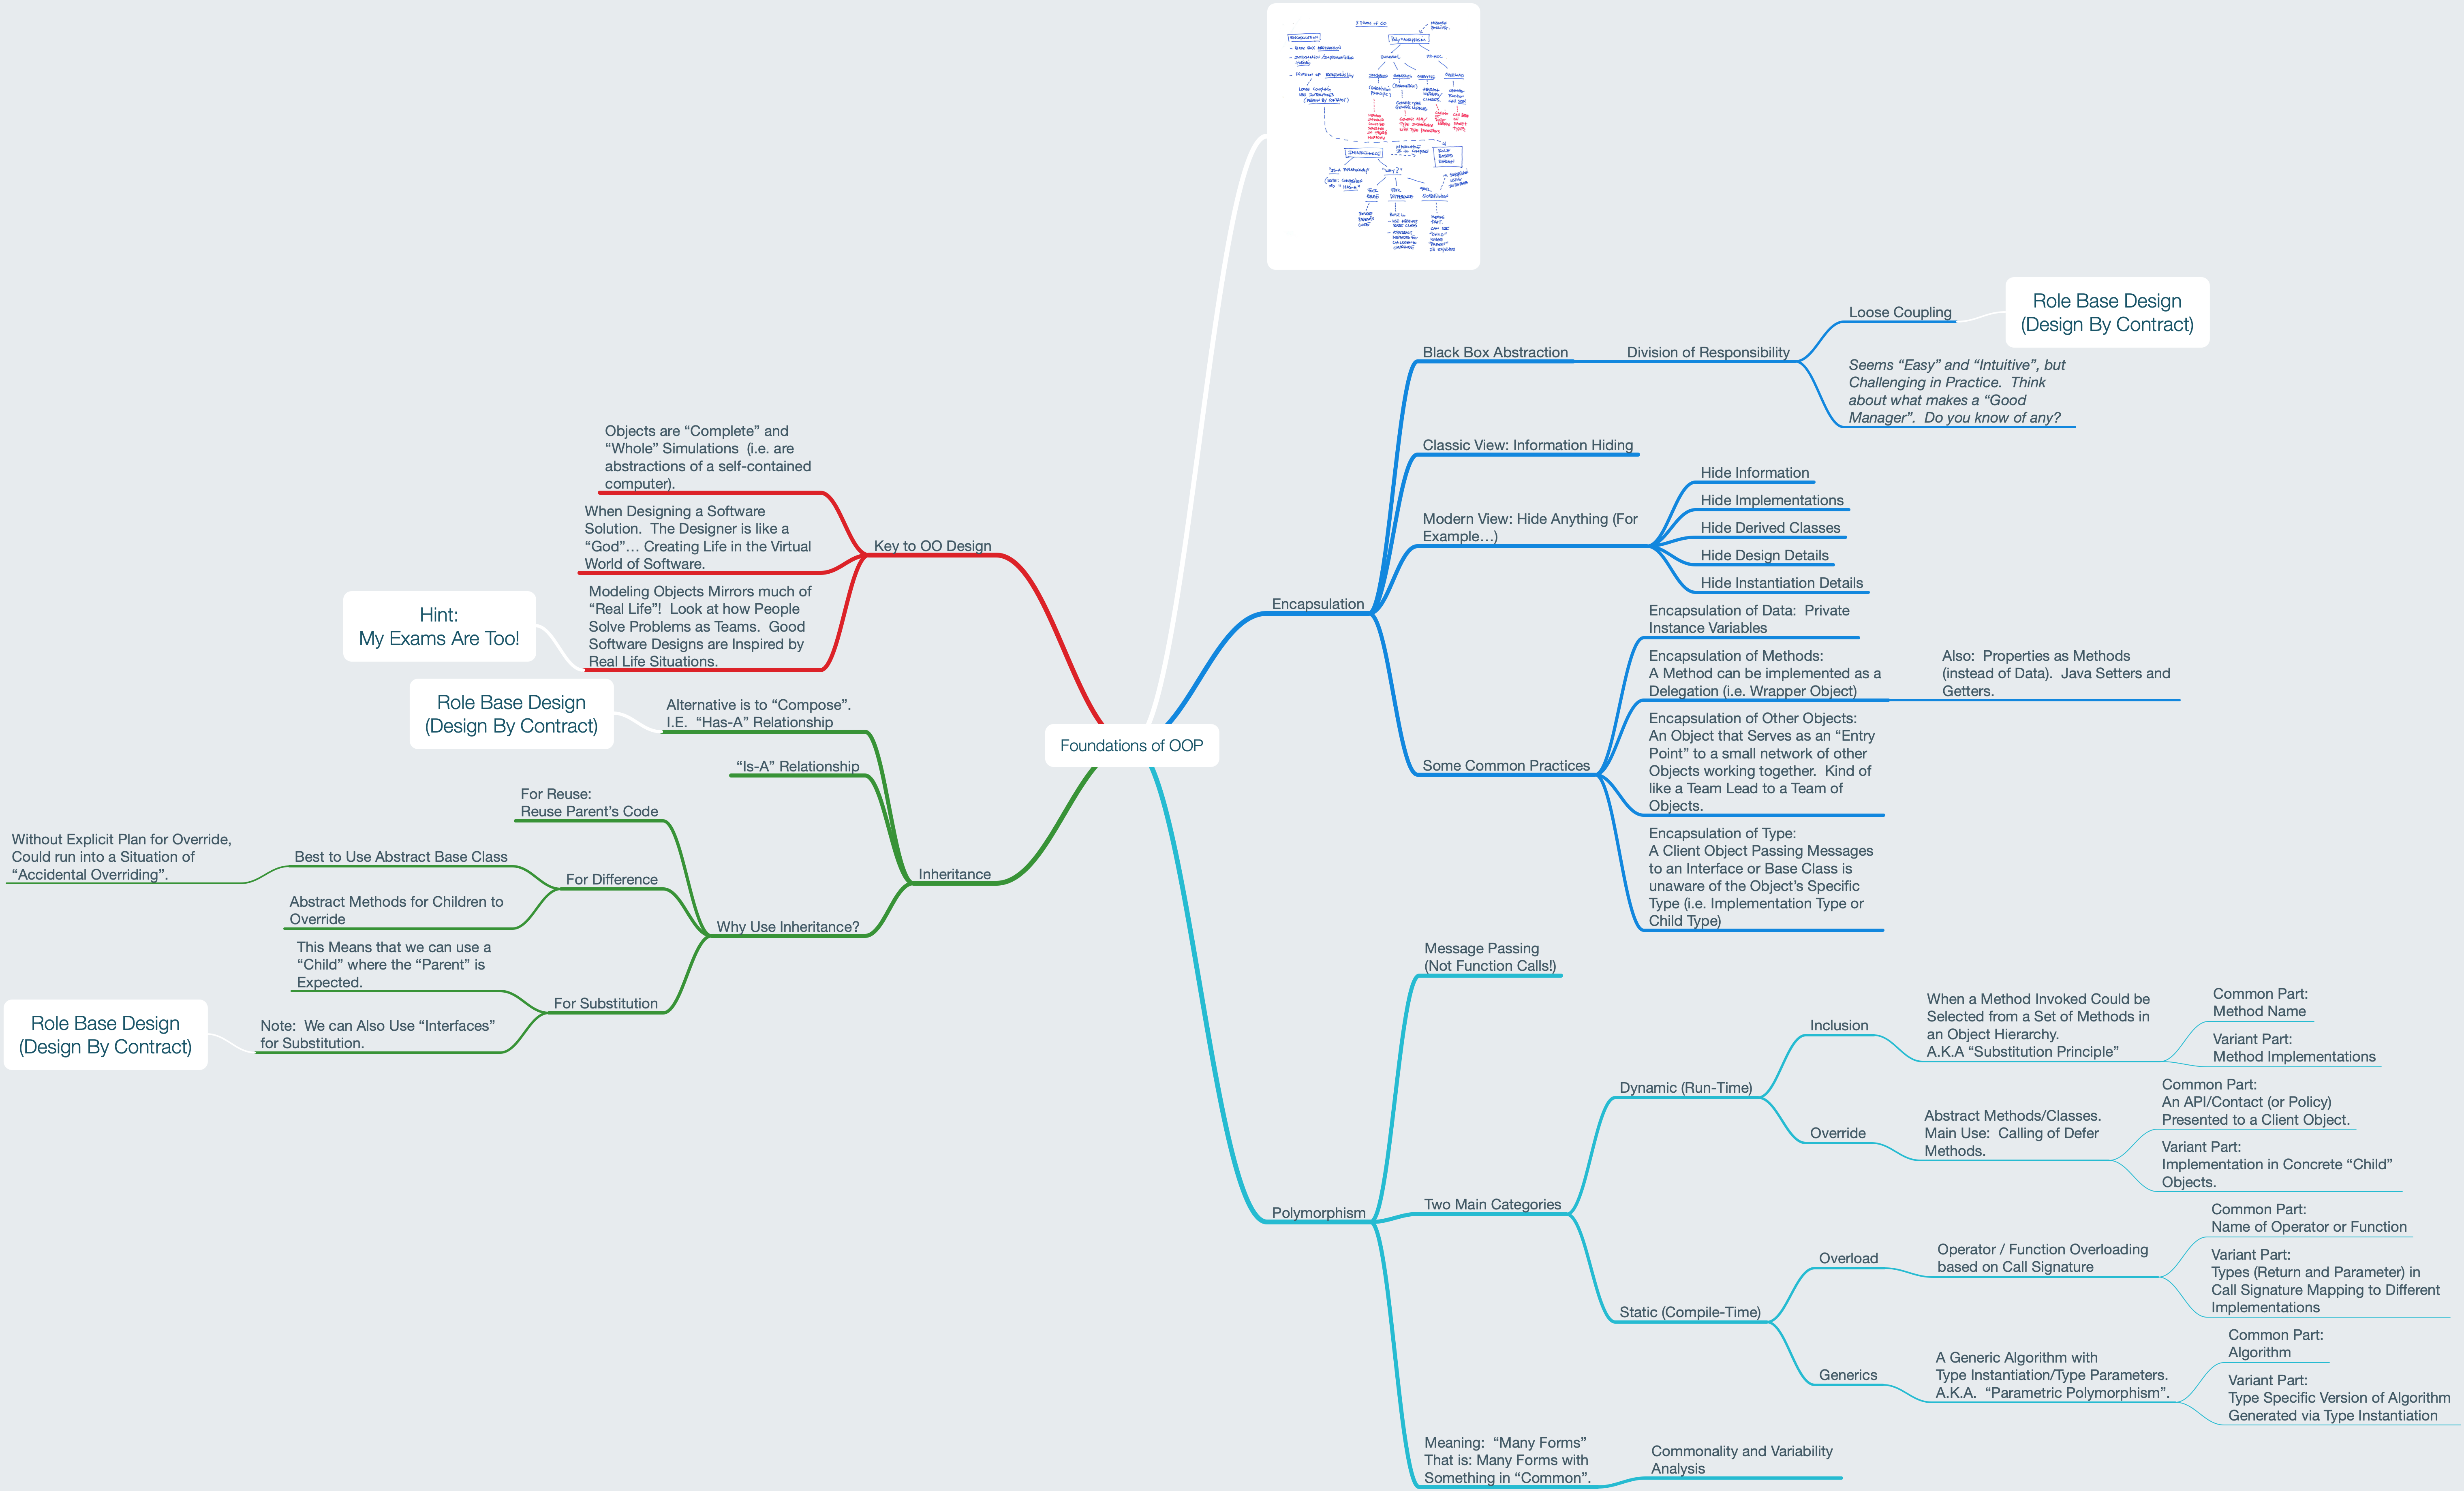 3 Pillars of OO
Encapsulation
Polymorphism
Inheritance
Role Base Design
(Design By Contract)
Loose Coupling
Black Box Abstraction
Division of Responsibility
Seems “Easy” and “Intuitive”, but
Challenging in Practice.  Think
about what makes a “Good
Manager”.  Do you know of any?
Classic View: Information Hiding
Modern View: Hide Anything (For
Example…)
Hide Information
Hide Implementations
Hide Derived Classes
Hide Design Details
Hide Instantiation Details
Encapsulation
Some Common Practices
Encapsulation of Data:  Private
Instance Variables
Encapsulation of Methods:
A Method can be implemented as a
Delegation (i.e. Wrapper Object)
Also:  Properties as Methods
(instead of Data).  Java Setters and
Getters.
Encapsulation of Other Objects:
An Object that Serves as an “Entry
Point” to a small network of other
Objects working together.  Kind of
like a Team Lead to a Team of
Objects.
Encapsulation of Type:
A Client Object Passing Messages
to an Interface or Base Class is
unaware of the Object’s Specific
Type (i.e. Implementation Type or
Child Type)
Foundations of OOP
Key to OO Design
Objects are “Complete” and
“Whole” Simulations  (i.e. are
abstractions of a self-contained
computer).
When Designing a Software
Solution.  The Designer is like a
“God”… Creating Life in the Virtual
World of Software.
Modeling Objects Mirrors much of
“Real Life”!  Look at how People
Solve Problems as Teams.  Good
Software Designs are Inspired by
Real Life Situations.
Hint:
My Exams Are Too!
Inheritance
Alternative is to “Compose”.
I.E.  “Has-A” Relationship
Role Base Design
(Design By Contract)
“Is-A” Relationship
Why Use Inheritance?
For Reuse:
Reuse Parent’s Code
For Difference
Best to Use Abstract Base Class
Without Explicit Plan for Override,
Could run into a Situation of
“Accidental Overriding”.
Abstract Methods for Children to
Override
For Substitution
This Means that we can use a
“Child” where the “Parent” is
Expected.
Note:  We can Also Use “Interfaces”
for Substitution.
Role Base Design
(Design By Contract)
Polymorphism
Message Passing
(Not Function Calls!)
Two Main Categories
Dynamic (Run-Time)
Inclusion
When a Method Invoked Could be
Selected from a Set of Methods in
an Object Hierarchy.
A.K.A “Substitution Principle”
Common Part:
Method Name
Variant Part:
Method Implementations
Override
Abstract Methods/Classes.
Main Use:  Calling of Defer
Methods.
Common Part:
An API/Contact (or Policy)
Presented to a Client Object.
Variant Part:
Implementation in Concrete “Child”
Objects.
Static (Compile-Time)
Overload
Operator / Function Overloading
based on Call Signature
Common Part:
Name of Operator or Function
Variant Part:
Types (Return and Parameter) in
Call Signature Mapping to Different
Implementations
Generics
A Generic Algorithm with
Type Instantiation/Type Parameters.
A.K.A.  “Parametric Polymorphism”.
Common Part:
Algorithm
Variant Part:
Type Specific Version of Algorithm
Generated via Type Instantiation
Meaning:  “Many Forms”
That is: Many Forms with
Something in “Common”.
Commonality and Variability
Analysis